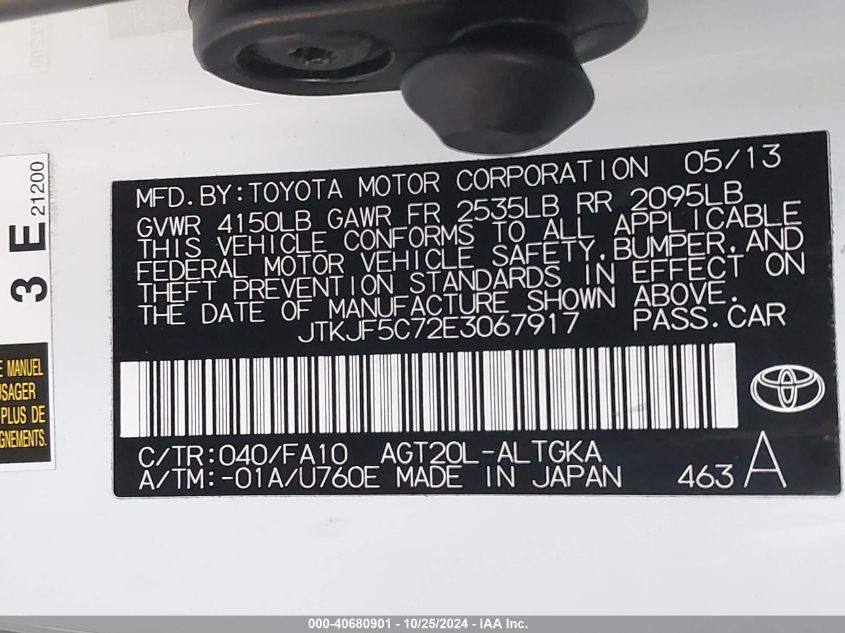 MFD.BY:TOYOTA MOTOR CORPORATION 05/13
GVWR 4150LB GAWR FR 2535LB RR 2095LB
THIS VEHICLE CONFORMS TO ALL APPLICABLE
FEDERAL MOTOR VEHICLE SAFETY,BUMPER,AND
THEFT PREVENTION STANDARDS IN EFFECT ON
THE DATE OF MANUFACTURE SHOWN ABOVE.
JTKJF5C72E3067917 PASS.CAR
C/TR:040/FA10 AGT20L-ALTGKA
A/TM:-01A/U760E MADE IN JAPAN 463 A
3 E
21200
E MANUEL
USAGER
PLUS DE
GNEMENTS.
000-40680901 - 10/25/2024 - IAA Inc.